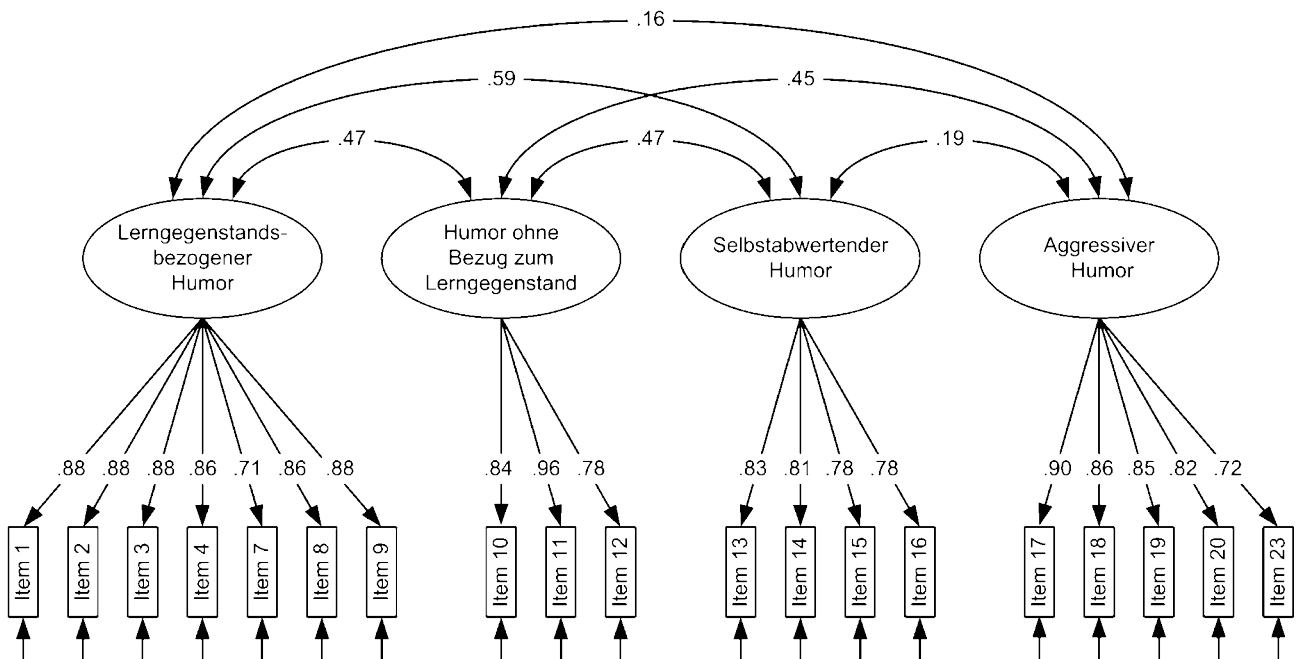 .16
.59
.45
.47
.47
.19
Lerngegenstands-
bezogener
Humor
Humor ohne
Bezug zum
Lerngegenstand
Selbstabwertender
Humor
Aggressiver
Humor
.88 .88 .88 .86 .71 .86 .88
.84 .96 .78
.83 .81 .78 .78
.90 .86 .85 .82 .72
Item 1
Item 2
Item 3
Item 4
Item 7
Item 8
Item 9
Item 10
Item 11
Item 12
Item 13
Item 14
Item 15
Item 16
Item 17
Item 18
Item 19
Item 20
Item 23